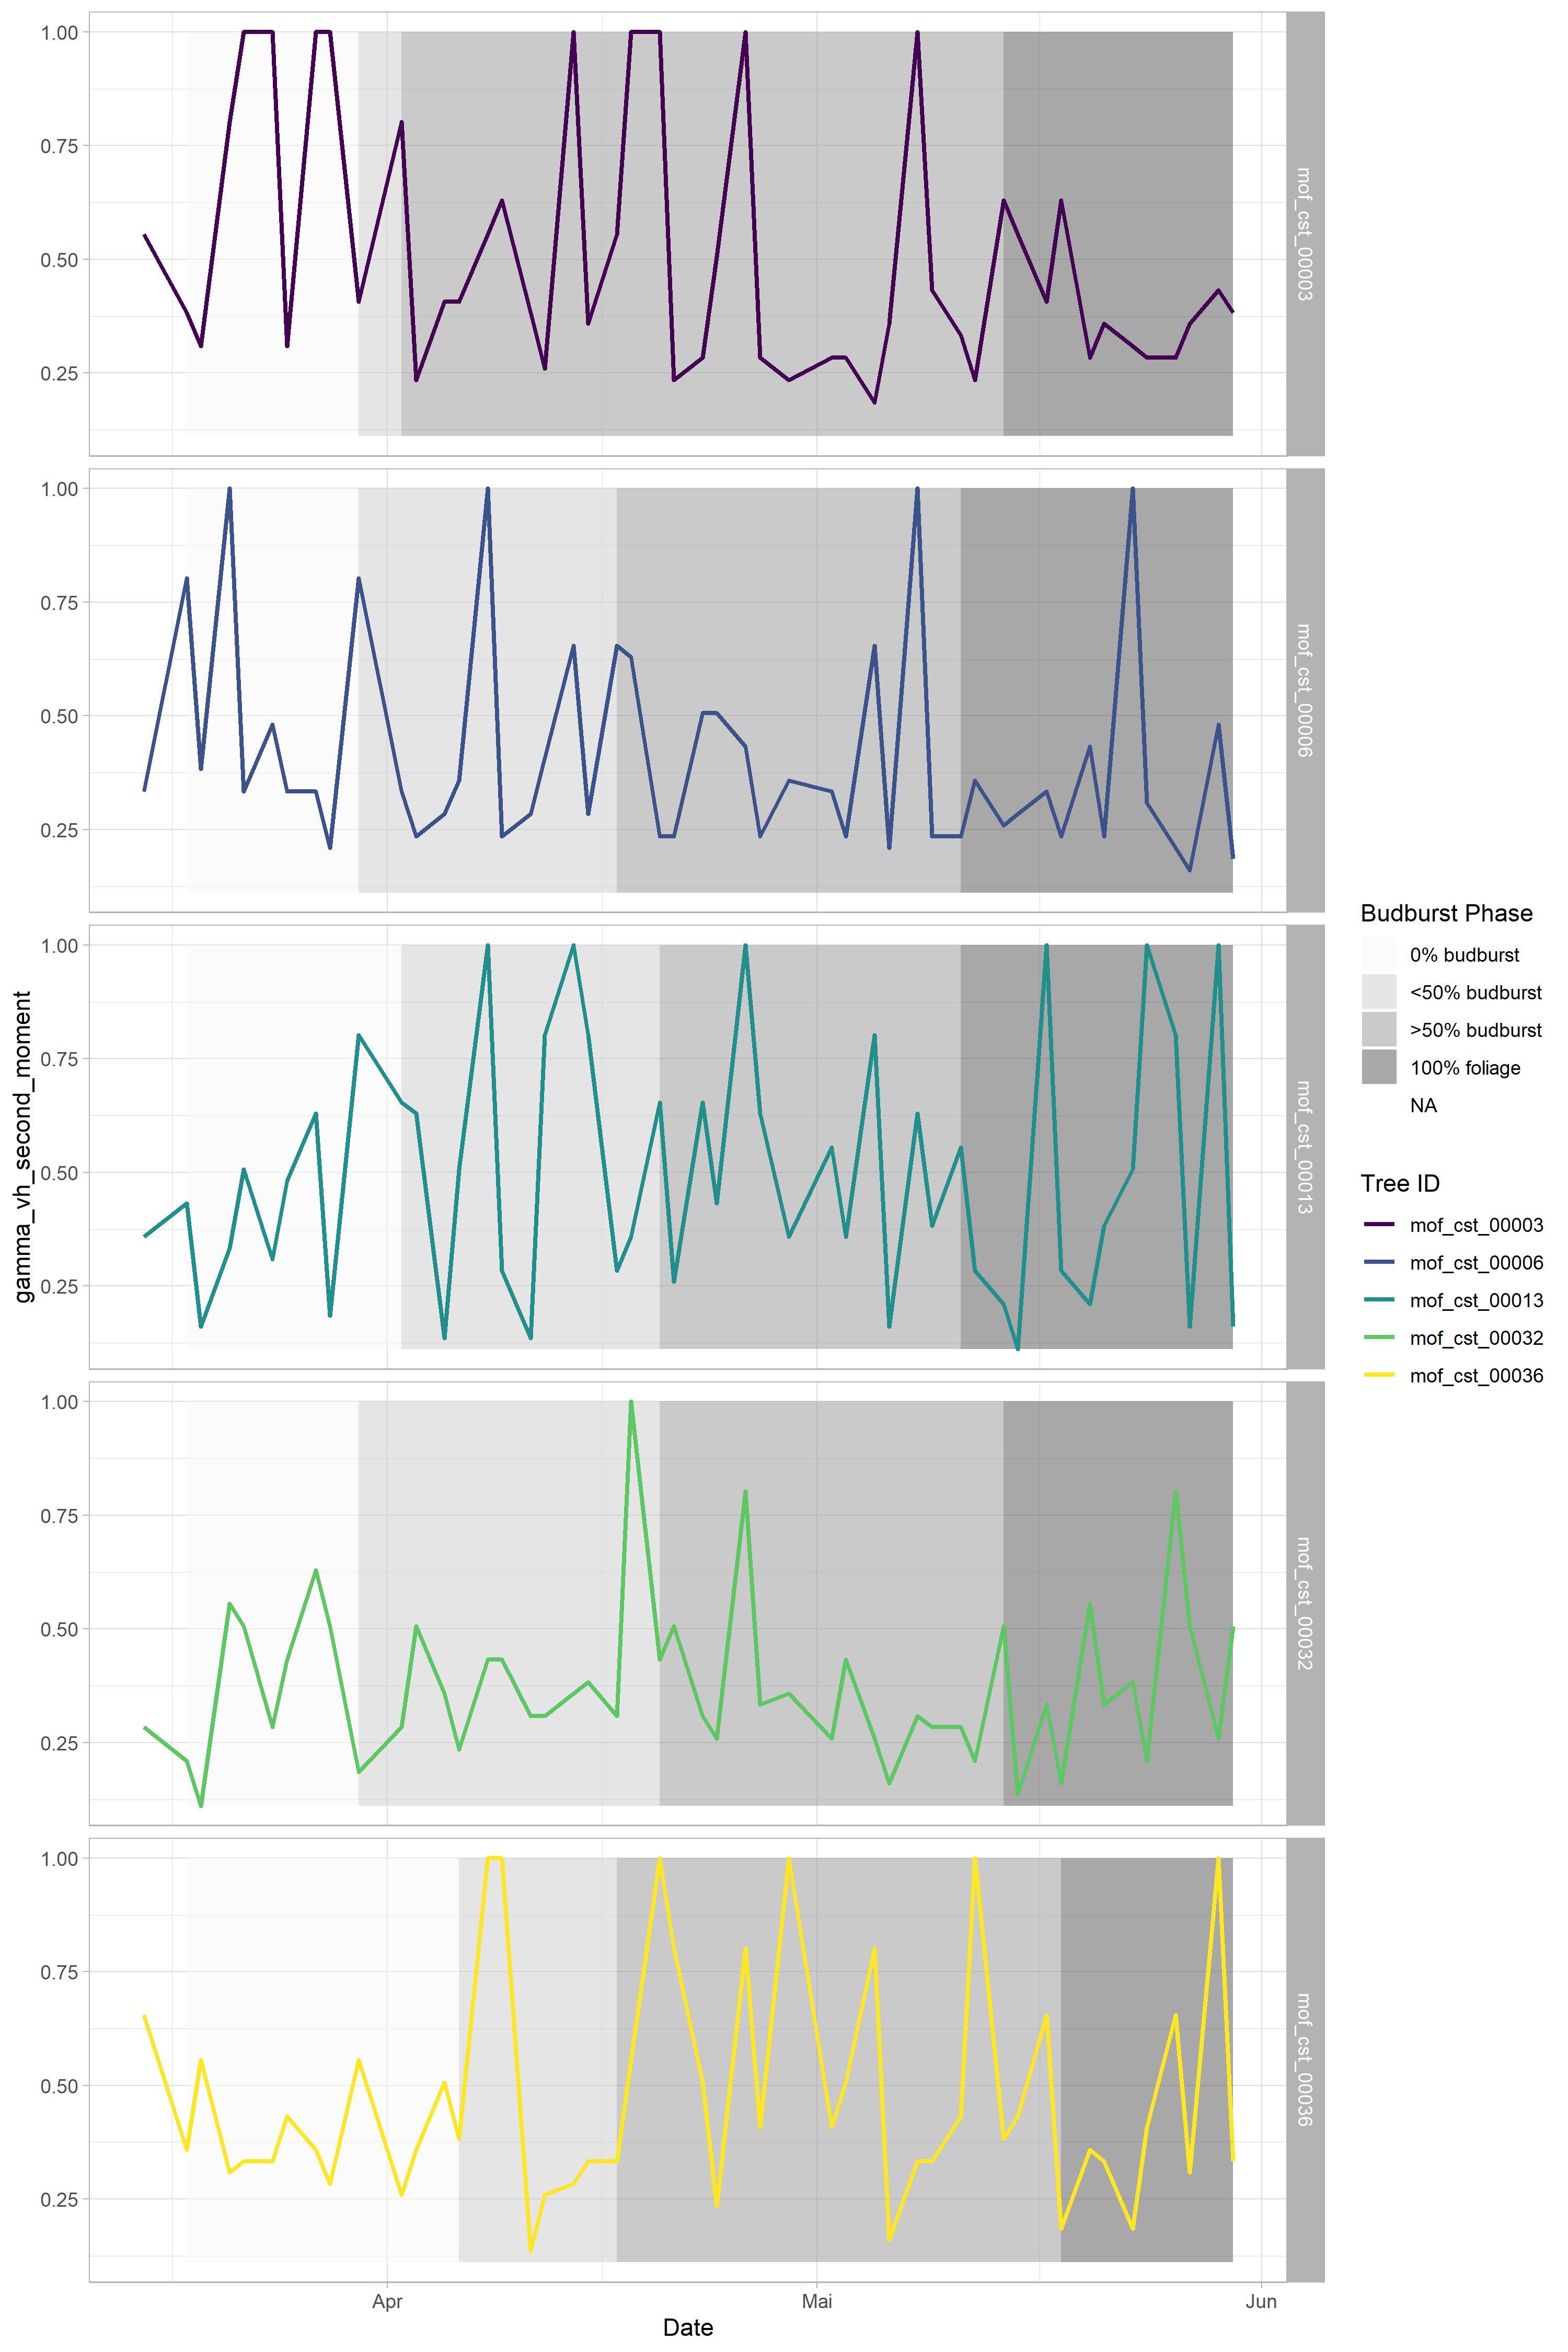 1.00
0.75
0.50
0.25
mof_cst_00003
1.00
0.75
0.50
0.25
mof_cst_00006
1.00
0.75
0.50
0.25
mof_cst_00013
1.00
0.75
0.50
0.25
mof_cst_00032
1.00
0.75
0.50
0.25
mof_cst_00036
gamma_vh_second_moment
Apr
Mai
Jun
Date
Budburst Phase
0% budburst
<50% budburst
>50% budburst
100% foliage
NA
Tree ID
mof_cst_00003
mof_cst_00006
mof_cst_00013
mof_cst_00032
mof_cst_00036